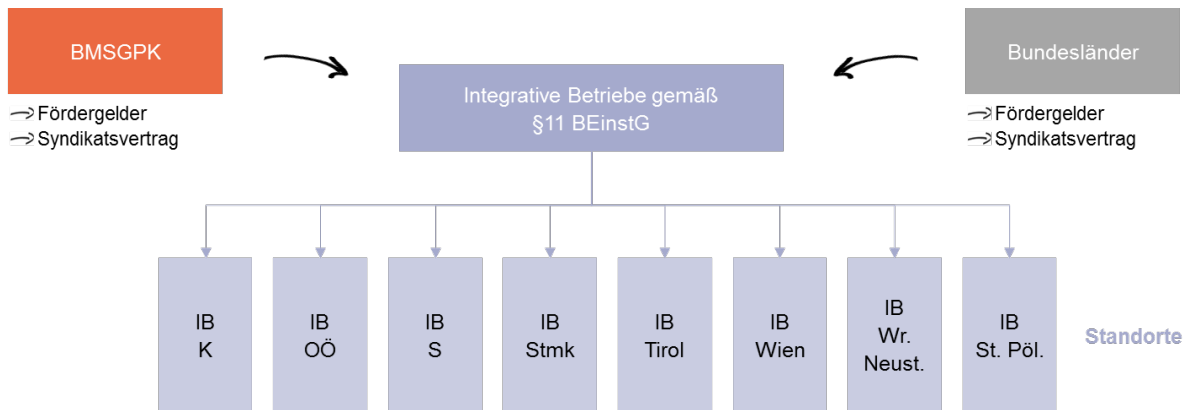 BMSGPK
Fördergelder
Syndikatsvertrag
Integrative Betriebe gemäß
§11 BEinstG
Bundesländer
Fördergelder
Syndikatsvertrag
IB
K
IB
OÖ
IB
S
IB
Stmk
IB
Tirol
IB
Wien
IB
Wr.
Neust.
IB
St. Pöl.
Standorte